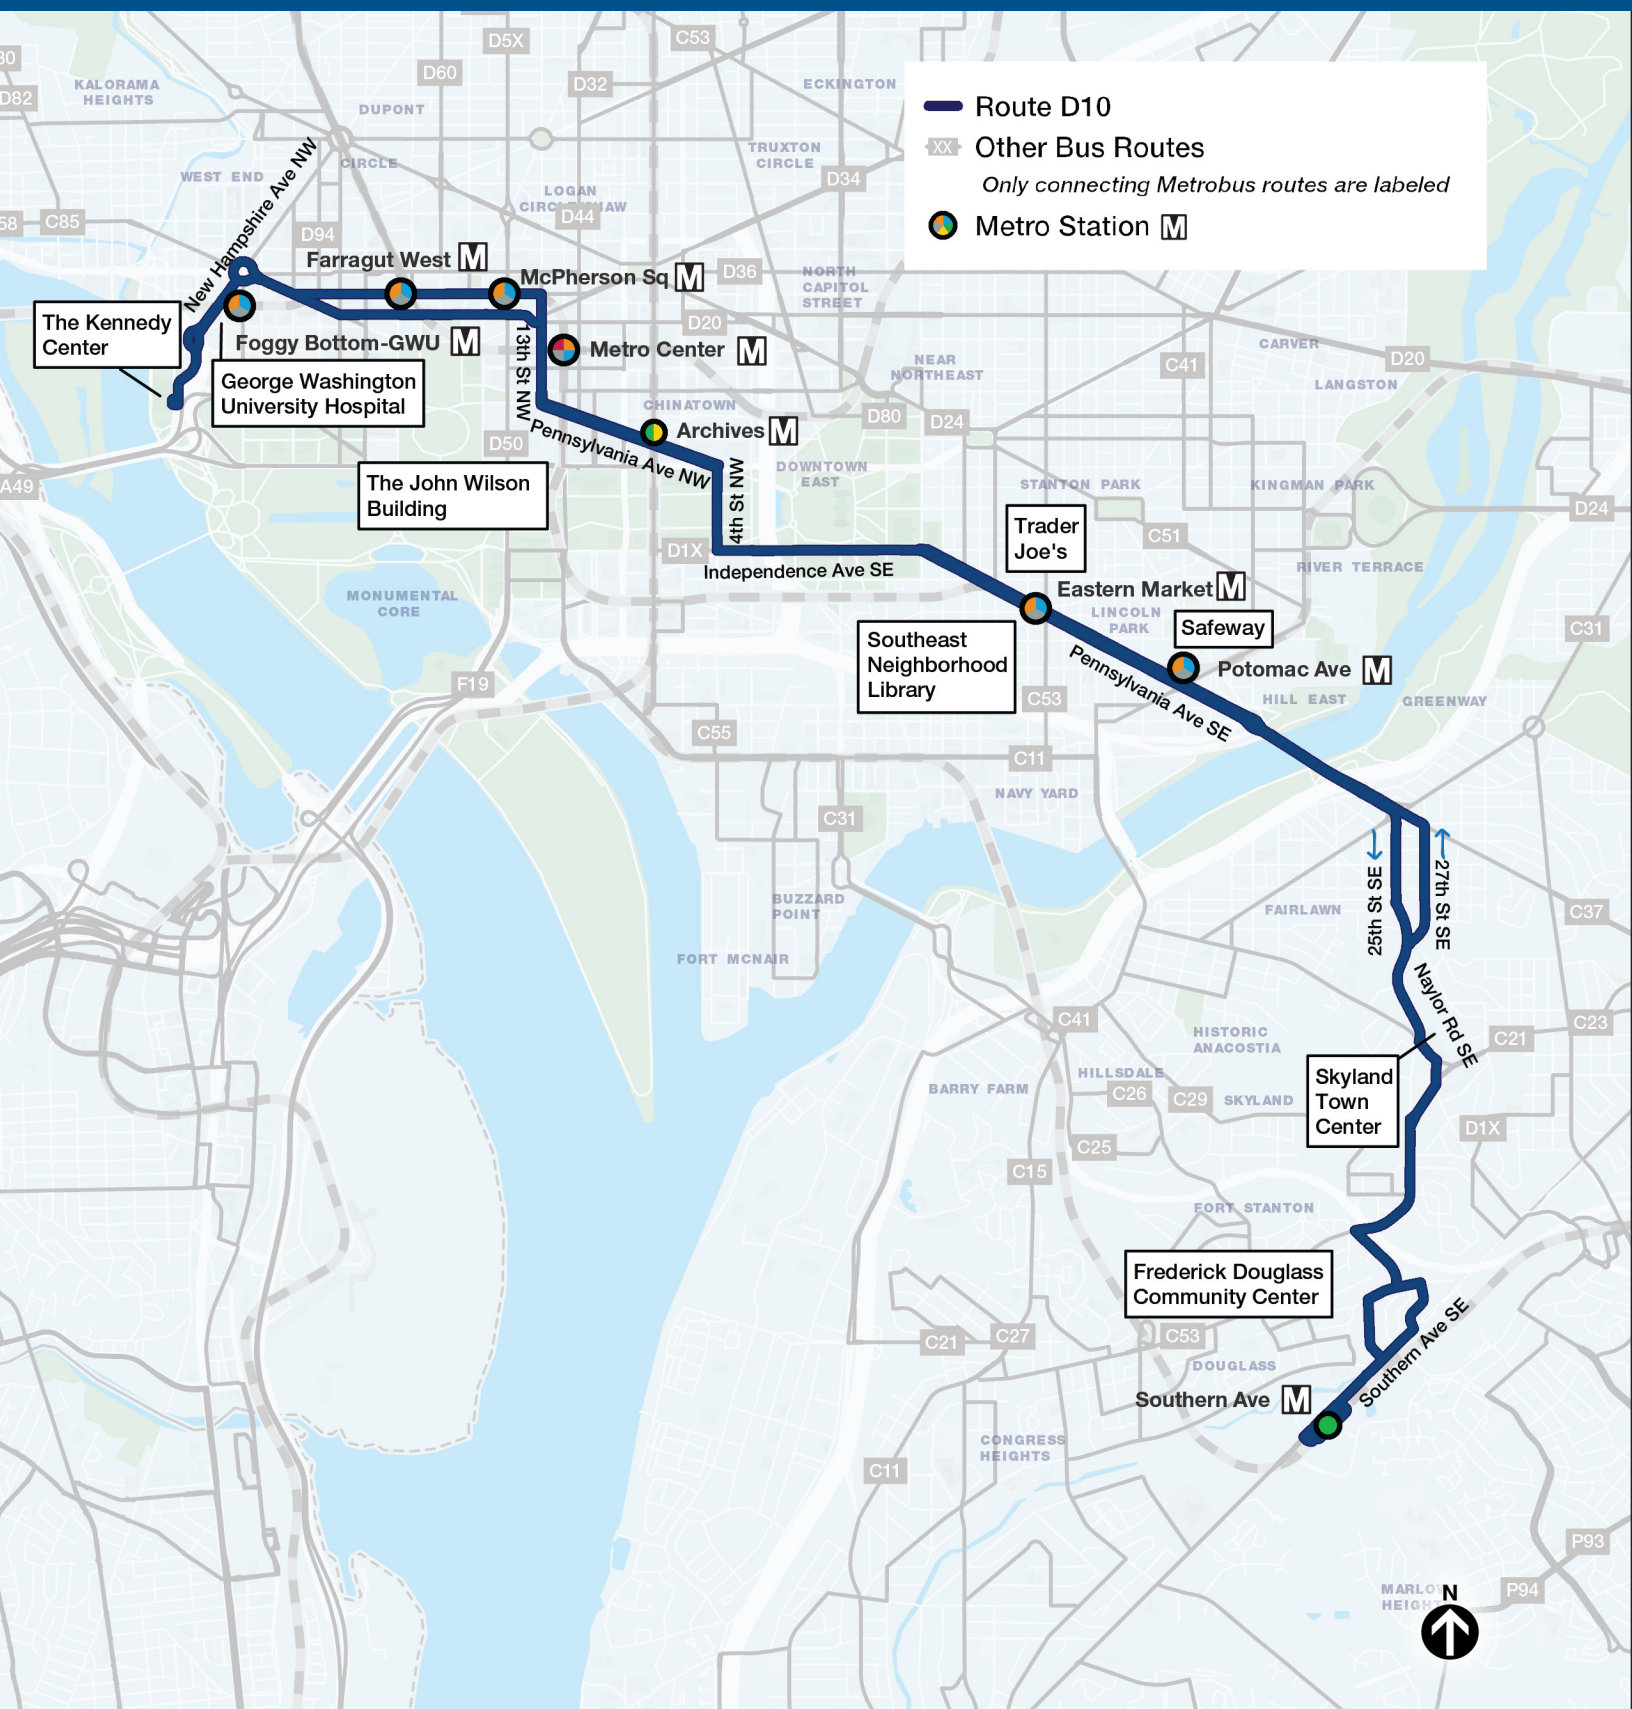 D5X
C53
30
D60
D32
KALORAMA
HEIGHTS
D82
ECKINGTON
DUPONT
CIRCLE
Route D10
XX
Other Bus Routes
Only connecting Metrobus routes are labeled
Metro Station M
TRUXTON
CIRCLE
WEST END
D34
LOGAN
CIRCLE/SHAW
D44
58
C85
D94
New Hampshire Ave NW
Farragut West M
McPherson Sq M
D36
NORTH
CAPITOL
STREET
The Kennedy
Center
Foggy Bottom-GWU M
D20
13th St NW
Metro Center M
CARVER
LANGSTON
D20
C41
NEAR
NORTHEAST
George Washington
University Hospital
CHINATOWN
D80
D24
D50
Pennsylvania Ave NW
Archives M
4th St NW
DOWNTOWN
EAST
The John Wilson
Building
A49
STANTON PARK
KINGMAN PARK
D24
Trader
Joe's
C51
D1X
Independence Ave SE
RIVER TERRACE
MONUMENTAL
CORE
Eastern Market M
LINCOLN
PARK
Safeway
C31
Southeast
Neighborhood
Library
Pennsylvania Ave SE
Potomac Ave M
F19
C53
HILL EAST
GREENWAY
C55
C11
NAVY YARD
C31
25th St SE
27th St SE
BUZZARD
POINT
FAIRLAWN
C37
FORT MCNAIR
Naylor Rd SE
C41
HISTORIC
ANACOSTIA
C21
C23
HILLSDALE
BARRY FARM
C26
C29
SKYLAND
Skyland
Town
Center
D1X
C25
C15
FORT STANTON
Frederick Douglass
Community Center
Southern Ave SE
C21
C27
C53
DOUGLASS
Southern Ave M
CONGRESS
HEIGHTS
C11
P93
N
P94